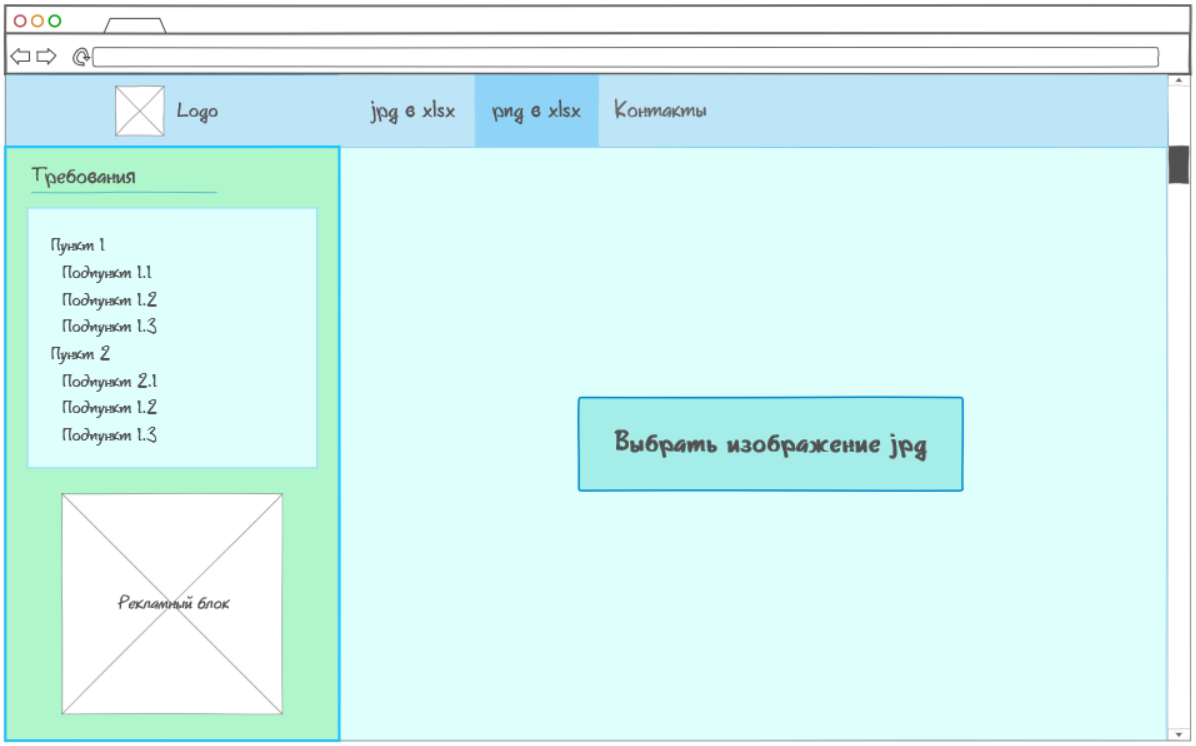 Logo
jpg в xlsx
png в xlsx
Контакты
Требования
Пункт 1
Подпункт 1.1
Подпункт 1.2
Подпункт 1.3
Пункт 2
Подпункт 2.1
Подпункт 1.2
Подпункт 1.3
Рекламный блок
Выбрать изображение jpg